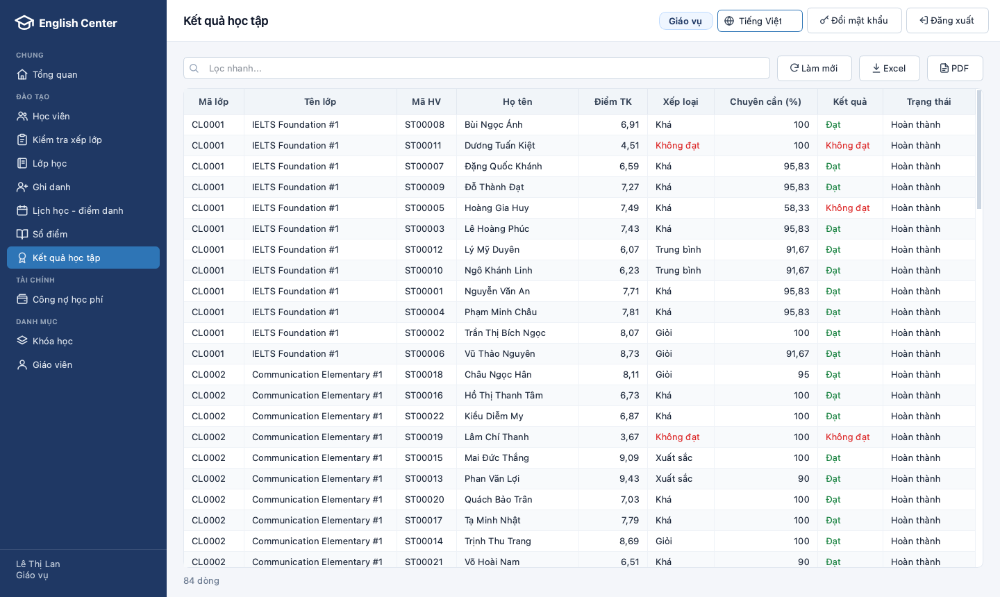 English Center
CHUNG
Tổng quan
ĐÀO TẠO
Học viên
Kiểm tra xếp lớp
Lớp học
Ghi danh
Lịch học - điểm danh
Sổ điểm
Kết quả học tập
TÀI CHÍNH
Công nợ học phí
DANH MỤC
Khóa học
Giáo viên
Lê Thị Lan
Giáo vụ
Kết quả học tập
Giáo vụ Tiếng Việt Đổi mật khẩu Đăng xuất
Lọc nhanh... Làm mới Excel PDF
Mã lớp Tên lớp Mã HV Họ tên Điểm TK Xếp loại Chuyên cần (%) Kết quả Trạng thái
CL0001 IELTS Foundation #1 ST00008 Bùi Ngọc Ánh 6,91 Khá 100 Đạt Hoàn thành
CL0001 IELTS Foundation #1 ST00011 Dương Tuấn Kiệt 4,51 Không đạt 100 Không đạt Hoàn thành
CL0001 IELTS Foundation #1 ST00007 Đặng Quốc Khánh 6,59 Khá 95,83 Đạt Hoàn thành
CL0001 IELTS Foundation #1 ST00009 Đỗ Thành Đạt 7,27 Khá 95,83 Đạt Hoàn thành
CL0001 IELTS Foundation #1 ST00005 Hoàng Gia Huy 7,49 Khá 58,33 Không đạt Hoàn thành
CL0001 IELTS Foundation #1 ST00003 Lê Hoàng Phúc 7,43 Khá 95,83 Đạt Hoàn thành
CL0001 IELTS Foundation #1 ST00012 Lý Mỹ Duyên 6,07 Trung bình 91,67 Đạt Hoàn thành
CL0001 IELTS Foundation #1 ST00010 Ngô Khánh Linh 6,23 Trung bình 91,67 Đạt Hoàn thành
CL0001 IELTS Foundation #1 ST00001 Nguyễn Văn An 7,71 Khá 95,83 Đạt Hoàn thành
CL0001 IELTS Foundation #1 ST00004 Phạm Minh Châu 7,81 Khá 95,83 Đạt Hoàn thành
CL0001 IELTS Foundation #1 ST00002 Trần Thị Bích Ngọc 8,07 Giỏi 100 Đạt Hoàn thành
CL0001 IELTS Foundation #1 ST00006 Vũ Thảo Nguyên 8,73 Giỏi 91,67 Đạt Hoàn thành
CL0002 Communication Elementary #1 ST00018 Châu Ngọc Hân 8,11 Giỏi 95 Đạt Hoàn thành
CL0002 Communication Elementary #1 ST00016 Hồ Thị Thanh Tâm 6,73 Khá 100 Đạt Hoàn thành
CL0002 Communication Elementary #1 ST00022 Kiều Diễm My 6,87 Khá 100 Đạt Hoàn thành
CL0002 Communication Elementary #1 ST00019 Lâm Chí Thanh 3,67 Không đạt 100 Không đạt Hoàn thành
CL0002 Communication Elementary #1 ST00015 Mai Đức Thắng 9,09 Xuất sắc 100 Đạt Hoàn thành
CL0002 Communication Elementary #1 ST00013 Phan Văn Lợi 9,43 Xuất sắc 90 Đạt Hoàn thành
CL0002 Communication Elementary #1 ST00020 Quách Bảo Trân 7,03 Khá 100 Đạt Hoàn thành
CL0002 Communication Elementary #1 ST00017 Tạ Minh Nhật 7,79 Khá 100 Đạt Hoàn thành
CL0002 Communication Elementary #1 ST00014 Trịnh Thu Trang 8,69 Giỏi 100 Đạt Hoàn thành
CL0002 Communication Elementary #1 ST00021 Võ Hoài Nam 6,51 Khá 90 Đạt Hoàn thành
84 dòng